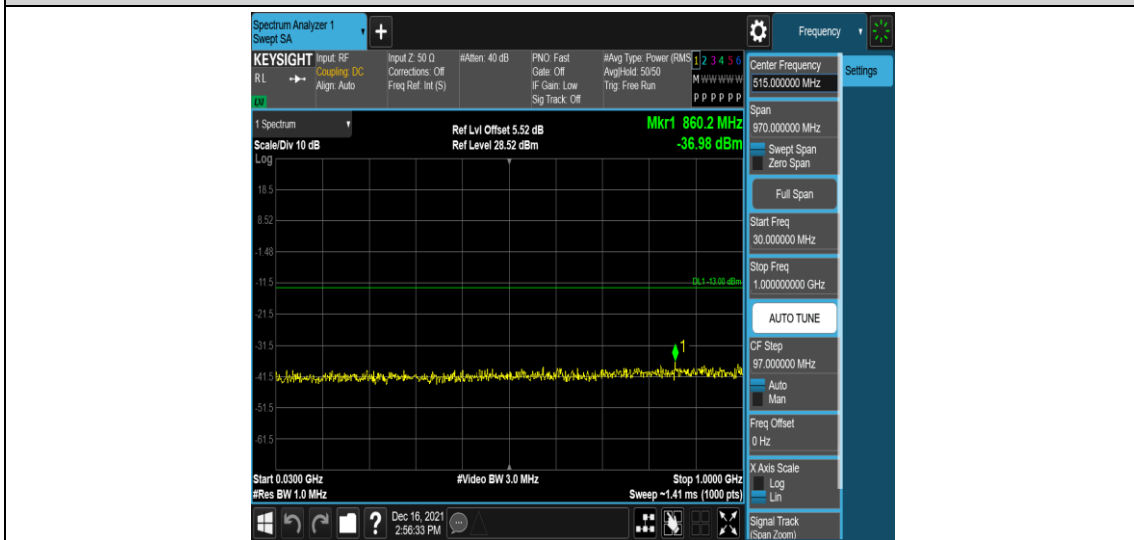 Spectrum Analyzer 1
Swept SA
+
Frequency
KEYSIGHT
RL
LXI
Input: RF
Coupling: DC
Align: Auto
Input Z: 50 Ω
Corrections: Off
Freq Ref: Int (S)
#Atten: 40 dB
PNO: Fast
Gate: Off
IF Gain: Low
Sig Track: Off
#Avg Type: Power (RMS
Avg|Hold: 50/50
Trig: Free Run
1 2 3 4 5 6
M W W W W W
P P P P P P
Center Frequency
515.000000 MHz
Settings
1 Spectrum
Scale/Div 10 dB
Ref Lvl Offset 5.52 dB
Ref Level 28.52 dBm
Mkr1 860.2 MHz
-36.98 dBm
Log
18.5
8.52
-1.48
-11.5
-21.5
-31.5
-41.5
-51.5
-61.5
DL1 -13.00 dBm
1
Start 0.0300 GHz
#Res BW 1.0 MHz
#Video BW 3.0 MHz
Stop 1.0000 GHz
Sweep ~1.41 ms (1000 pts)
Span
970.000000 MHz
Swept Span
Zero Span
Full Span
Start Freq
30.000000 MHz
Stop Freq
1.000000000 GHz
AUTO TUNE
CF Step
97.000000 MHz
Auto
Man
Freq Offset
0 Hz
X Axis Scale
Log
Lin
Signal Track
(Span Zoom)
?
Dec 16, 2021
2:56:33 PM